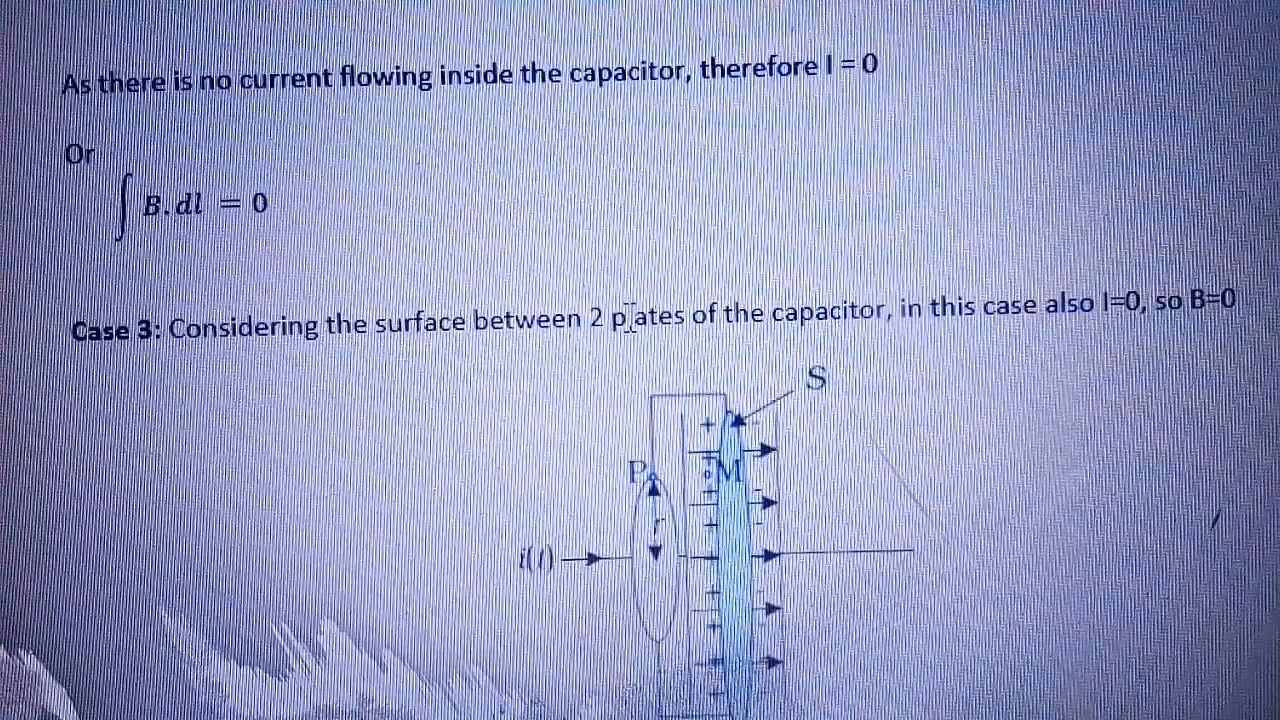 As there is no current flowing inside the capacitor, therefore I = 0
Or
∫ B. dl = 0
Case 3: Considering the surface between 2 plates of the capacitor, in this case also I=0, so B=0
S
P
M
r
i(t)